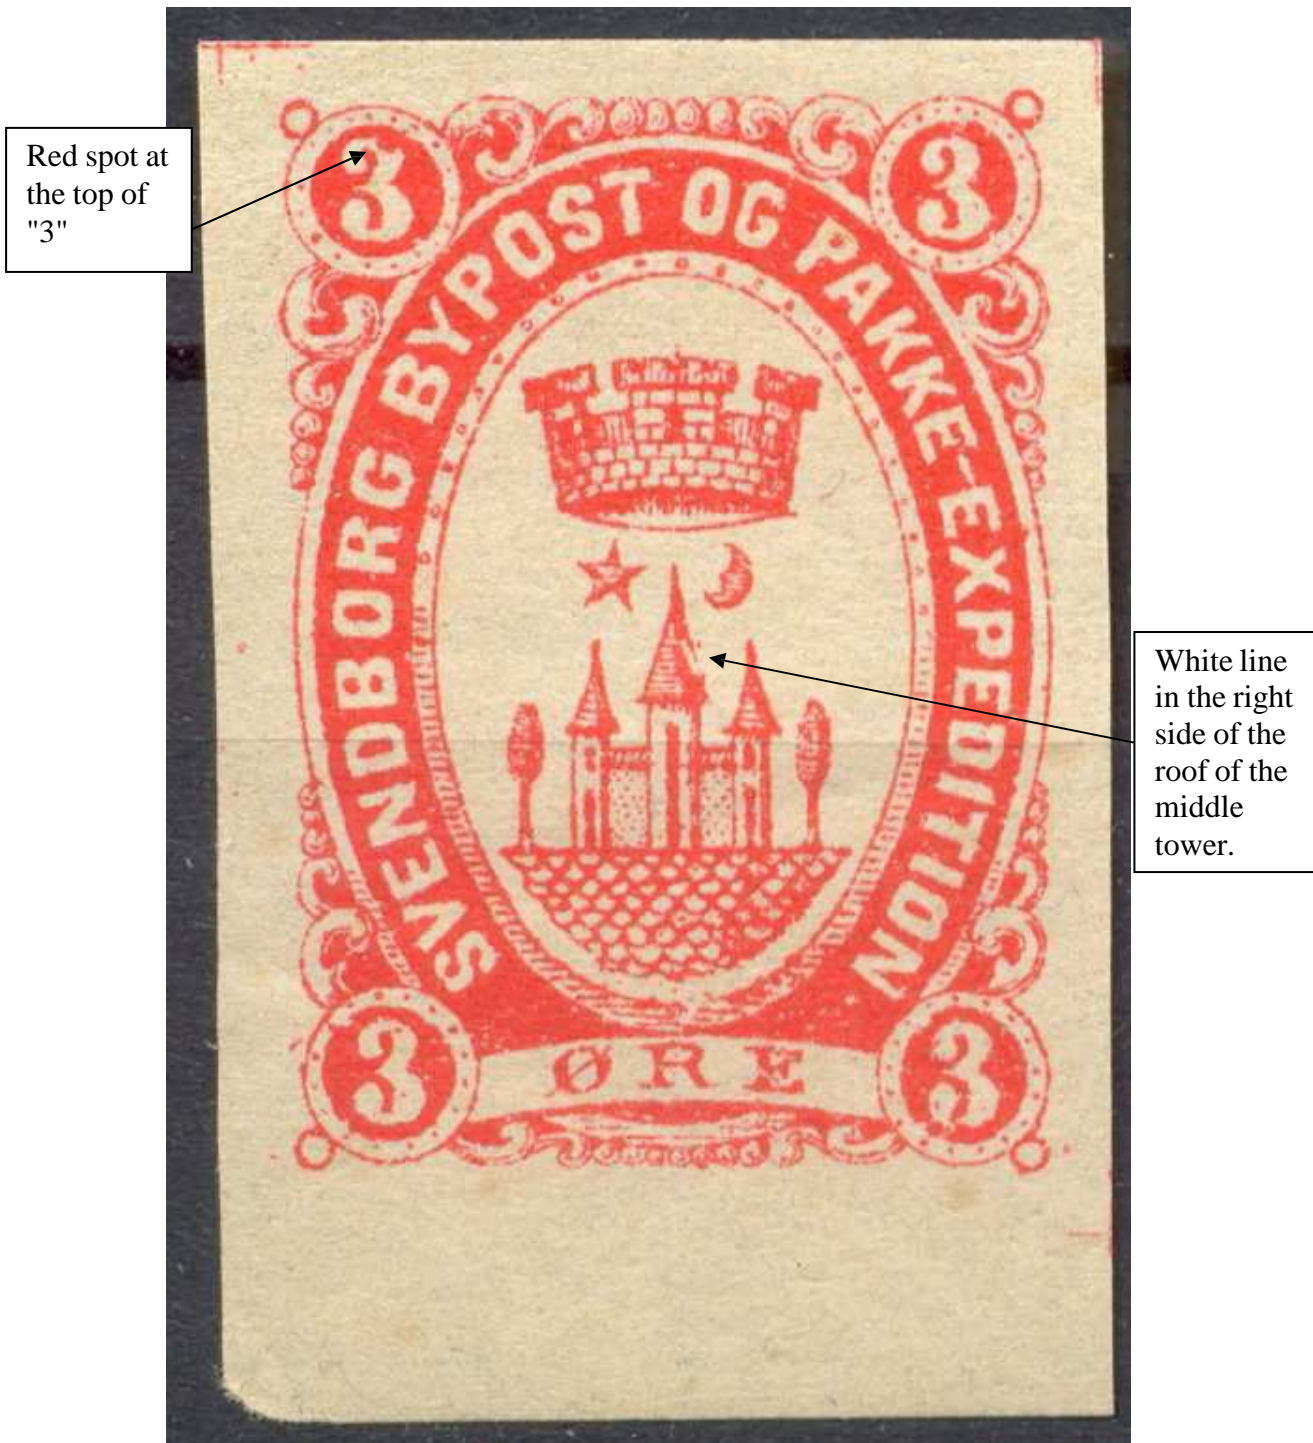 Red spot at
the top of
"3"
3 3
SVENDBORG BYPOST OG PAKKE-EXPEDITION
White line
in the right
side of the
roof of the
middle
tower.
3 ØRE 3